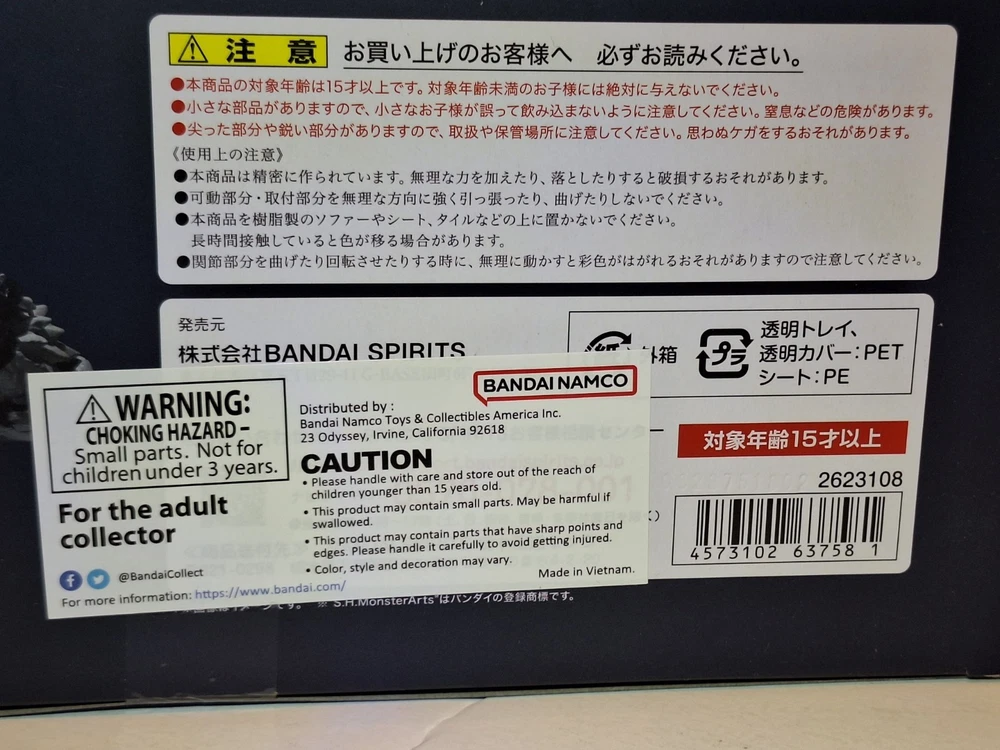 注 意 お買い上げのお客様へ 必ずお読みください。
●本商品の対象年齢は15才以上です。対象年齢未満のお子様には絶対に与えないでください。
●小さな部品がありますので、小さなお子様が誤って飲み込まないように注意してください。窒息などの危険があります。
●尖った部分や鋭い部分がありますので、取扱や保管場所に注意してください。思わぬケガをするおそれがあります。
《使用上の注意》
●本商品は精密に作られています。無理な力を加えたり、落としたりすると破損するおそれがあります。
●可動部分・取付部分を無理な方向に強く引っ張ったり、曲げたりしないでください。
●本商品を樹脂製のソファーやシート、タイルなどの上に置かないでください。
長時間接触していると色が移る場合があります。
●関節部分を曲げたり回転させたりする時に、無理に動かすと彩色がはがれるおそれがありますので注意してください。
発売元
株式会社BANDAI SPIRITS
紙 外箱
プラ
透明トレイ、
透明カバー:PET
シート:PE
対象年齢15才以上
2623108
4573102 63758 1
WARNING:
CHOKING HAZARD –
Small parts. Not for
children under 3 years.
For the adult
collector
@BandaiCollect
For more information: https://www.bandai.com/
BANDAI NAMCO
Distributed by :
Bandai Namco Toys & Collectibles America Inc.
23 Odyssey, Irvine, California 92618
CAUTION
• Please handle with care and store out of the reach of
children younger than 15 years old.
• This product may contain small parts. May be harmful if
swallowed.
• This product may contain parts that have sharp points and
edges. Please handle it carefully to avoid getting injured.
• Color, style and decoration may vary.
Made in Vietnam.
※"S.H.MonsterArts"はバンダイの登録商標です。